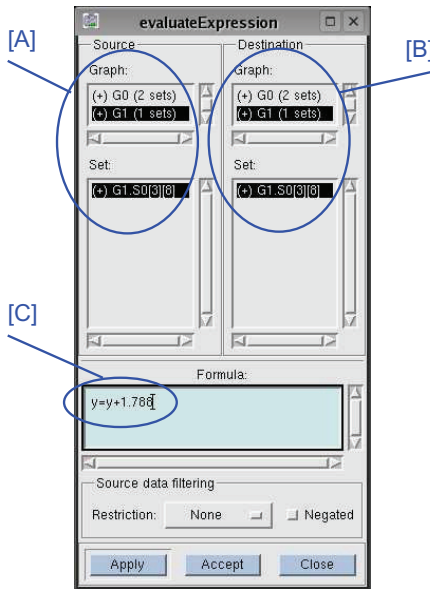 evaluateExpression
[A]
[B]
Source
Destination
Graph:
Graph:
(+) G0 (2 sets)
(+) G0 (2 sets)
(+) G1 (1 sets)
(+) G1 (1 sets)
Set:
Set:
(+) G1.S0[3][8]
(+) G1.S0[3][8]
[C]
Formula:
y=y+1.788
Source data filtering
Restriction:
None
Negated
Apply
Accept
Close